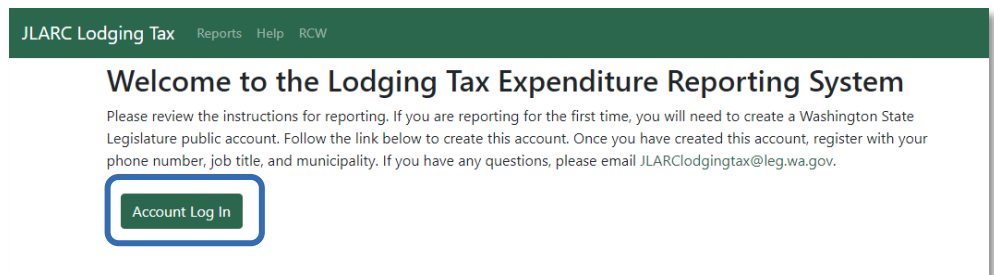 JLARC Lodging Tax Reports Help RCW
Welcome to the Lodging Tax Expenditure Reporting System
Please review the instructions for reporting. If you are reporting for the first time, you will need to create a Washington State
Legislature public account. Follow the link below to create this account. Once you have created this account, register with your
phone number, job title, and municipality. If you have any questions, please email JLARClodgingtax@leg.wa.gov.
Account Log In